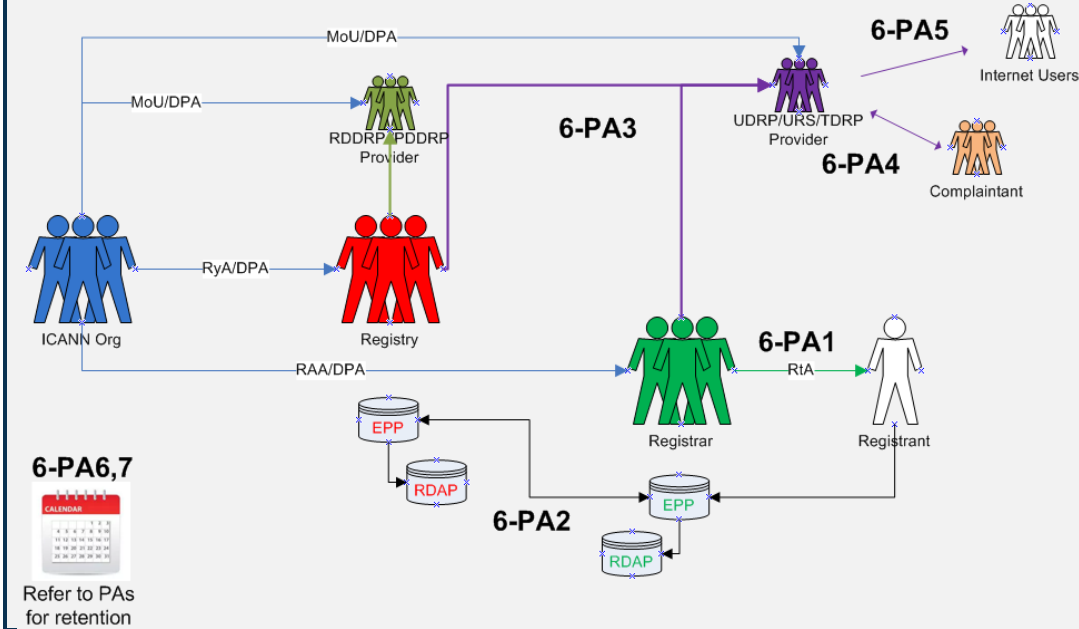 MoU/DPA
6-PA5
Internet Users
MoU/DPA
RDDRP/PDDRP
Provider
6-PA3
UDRP/URS/TDRP
Provider
6-PA4
Complaintant
RyA/DPA
ICANN Org
Registry
6-PA1
RAA/DPA
RtA
Registrar
Registrant
EPP
RDAP
6-PA2
EPP
RDAP
6-PA6,7
CALENDAR
Refer to PAs
for retention